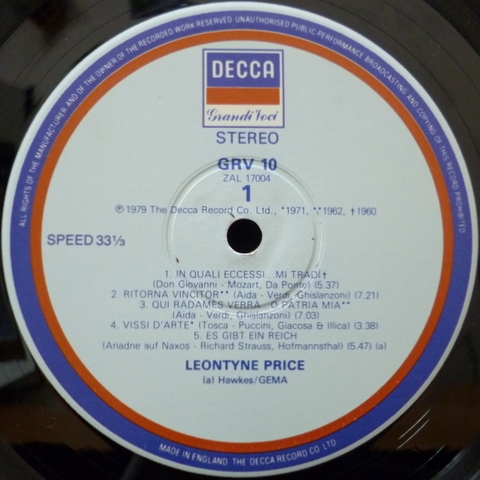 ALL RIGHTS OF THE MANUFACTURER AND OF THE OWNER OF THE RECORDED WORK RESERVED UNAUTHORISED PUBLIC PERFORMANCE BROADCASTING AND COPYING OF THIS RECORD PROHIBITED
DECCA
Grandi Voci
STEREO
GRV 10
ZAL 17004
1
℗ 1979 The Decca Record Co. Ltd., *1971, **1962, †1960
SPEED 33⅓
1. IN QUALI ECCESSI...MI TRADI†
(Don Giovanni - Mozart, Da Ponte) (5.37)
2. RITORNA VINCITOR** (Aida - Verdi, Ghislanzoni) (7.21)
3. QUI RADAMES VERRA...O PATRIA MIA**
(Aida - Verdi, Ghislanzoni) (7.03)
4. VISSI D'ARTE* (Tosca - Puccini, Giacosa & Illica) (3.38)
5. ES GIBT EIN REICH
(Ariadne auf Naxos - Richard Strauss, Hofmannsthal) (5.47) (a)
LEONTYNE PRICE
(a) Hawkes/GEMA
MADE IN ENGLAND THE DECCA RECORD CO LTD